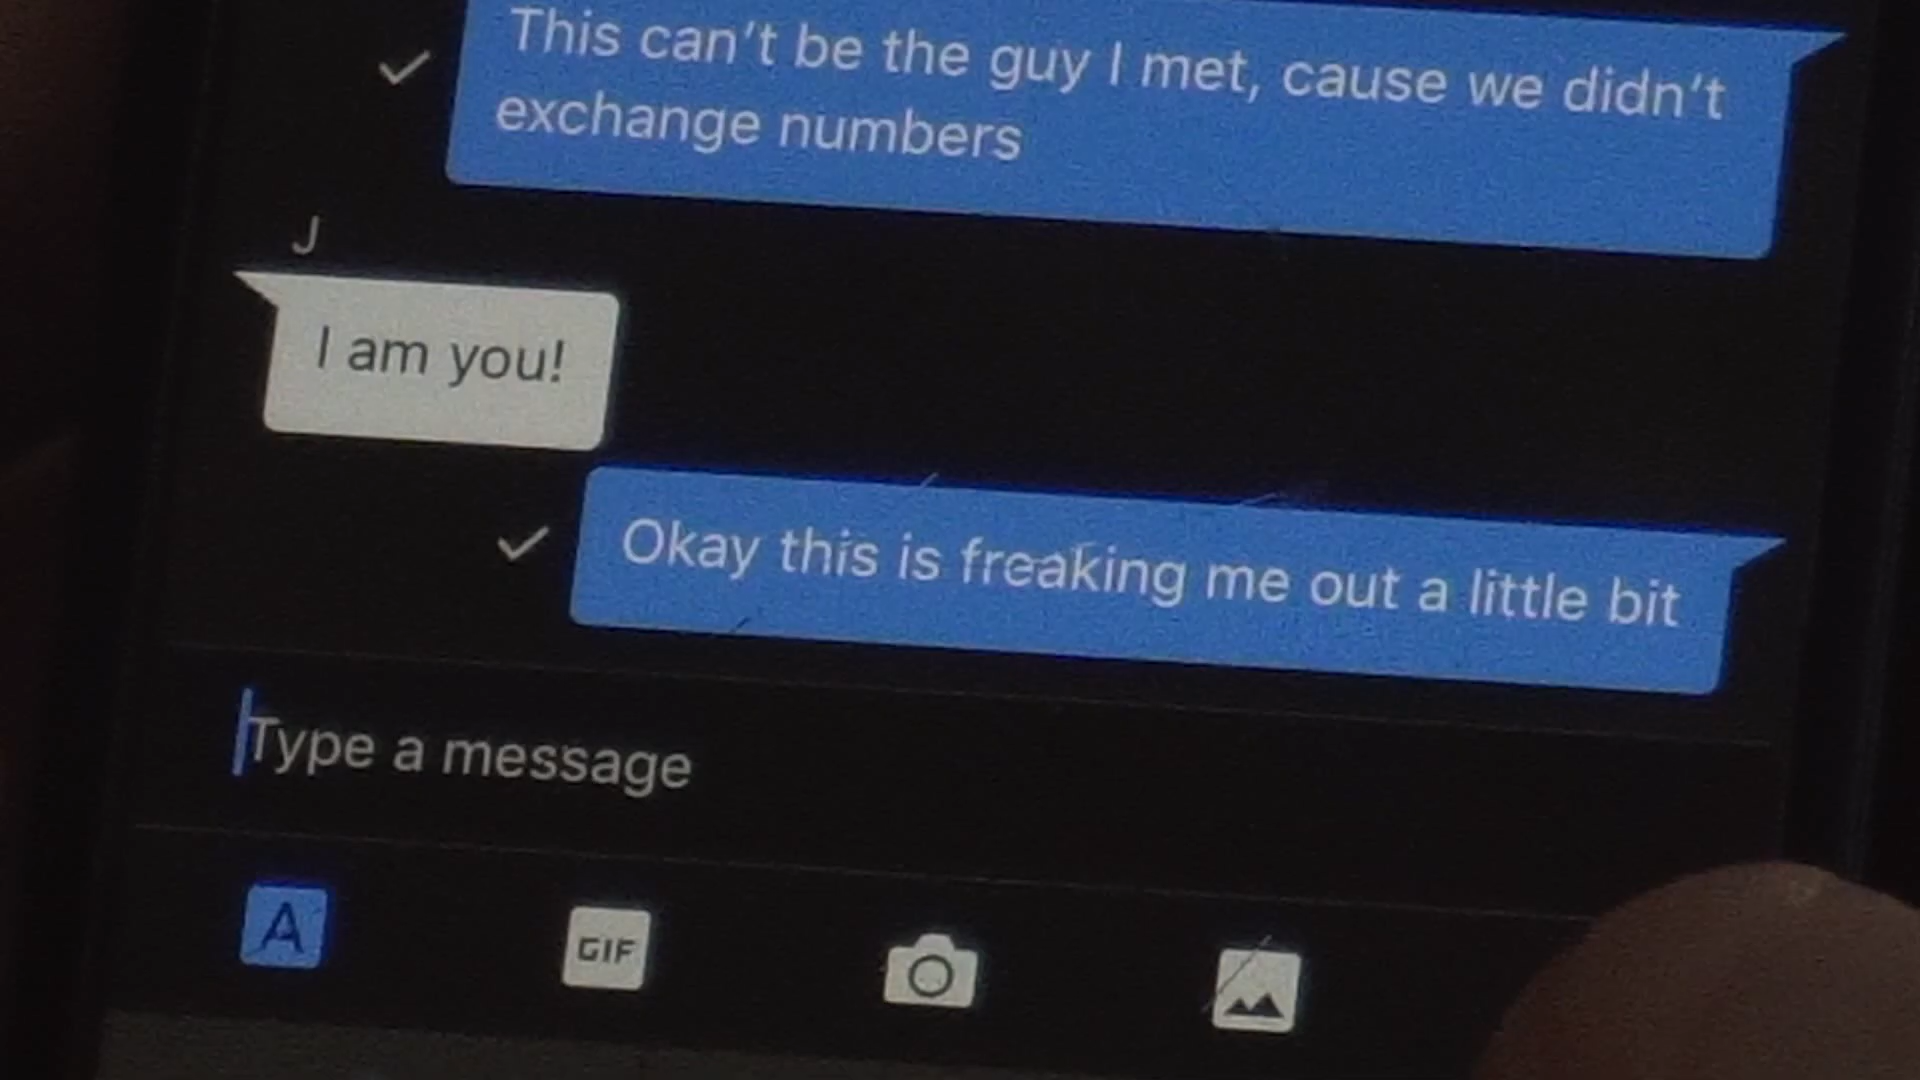 This can't be the guy I met, cause we didn't
exchange numbers
J
I am you!
Okay this is freaking me out a little bit
Type a message
A
GIF